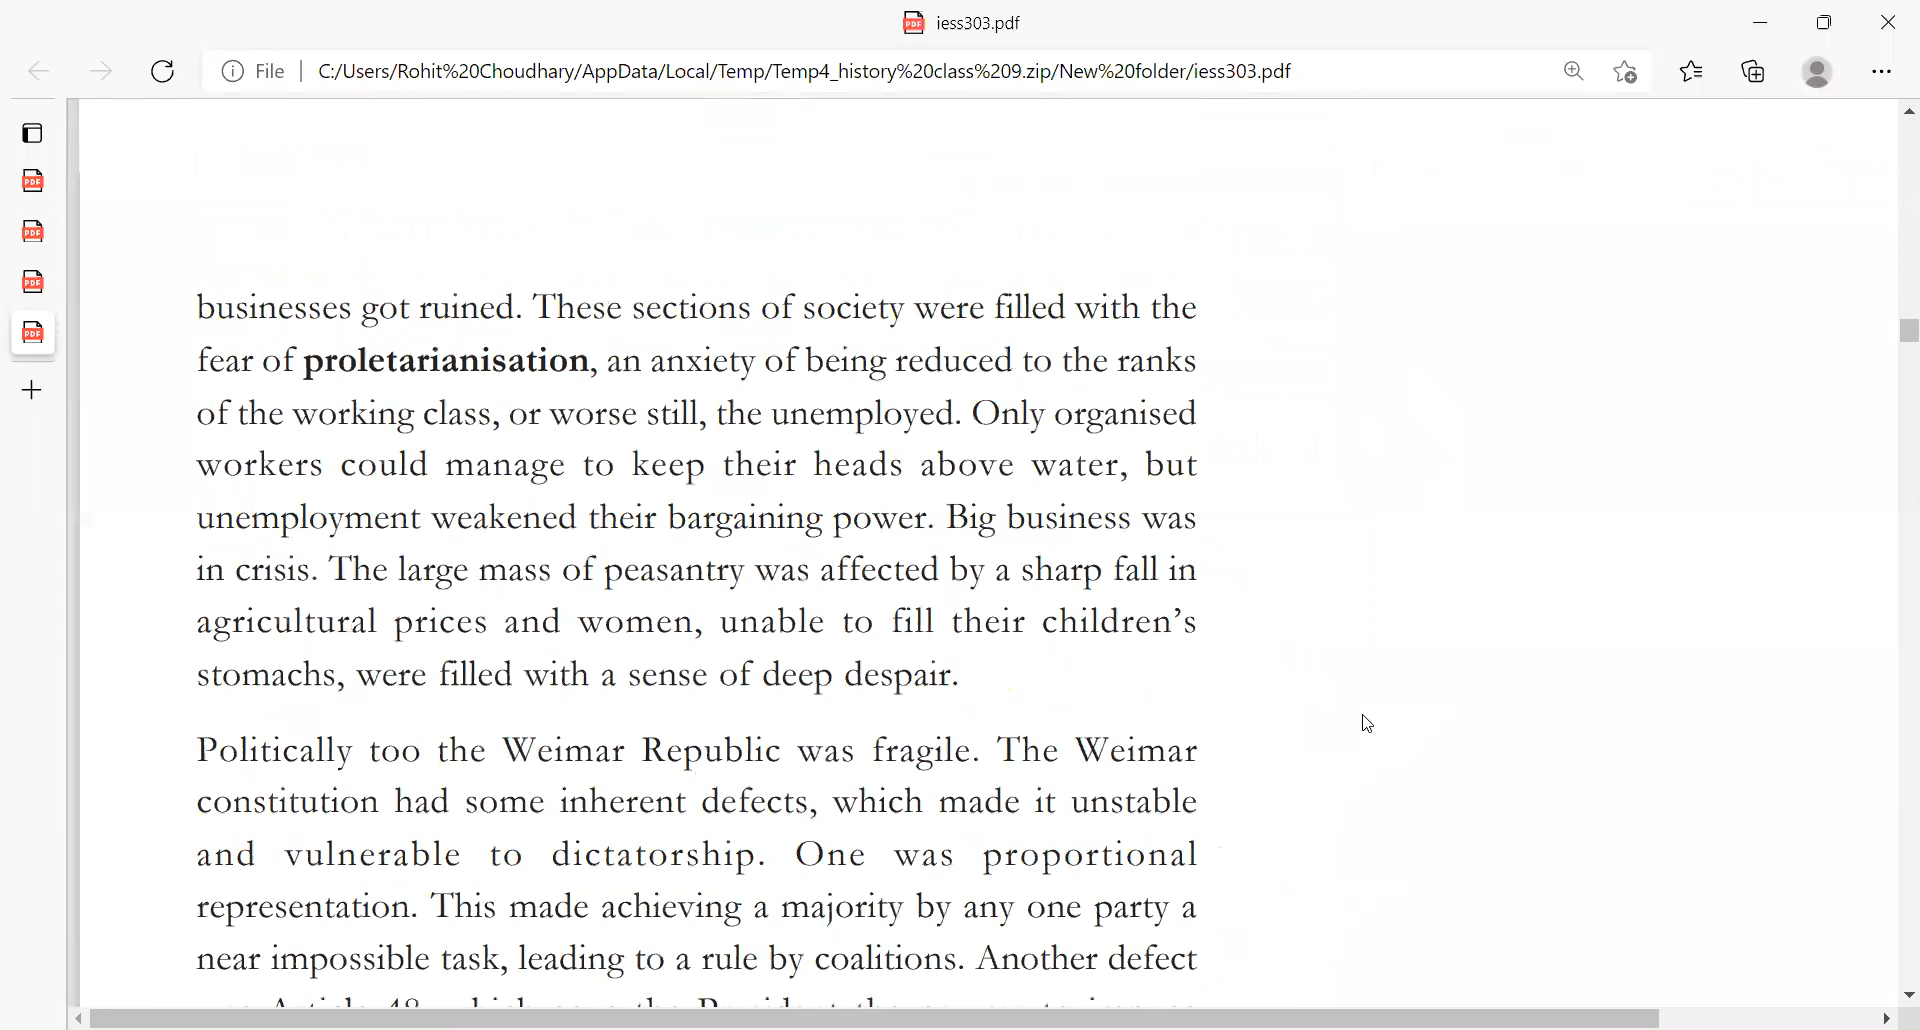 iess303.pdf
File
C:/Users/Rohit%20Choudhary/AppData/Local/Temp/Temp4_history%20class%209.zip/New%20folder/iess303.pdf
businesses got ruined. These sections of society were filled with the
fear of proletarianisation, an anxiety of being reduced to the ranks
of the working class, or worse still, the unemployed. Only organised
workers could manage to keep their heads above water, but
unemployment weakened their bargaining power. Big business was
in crisis. The large mass of peasantry was affected by a sharp fall in
agricultural prices and women, unable to fill their children’s
stomachs, were filled with a sense of deep despair.
Politically too the Weimar Republic was fragile. The Weimar
constitution had some inherent defects, which made it unstable
and vulnerable to dictatorship. One was proportional
representation. This made achieving a majority by any one party a
near impossible task, leading to a rule by coalitions. Another defect